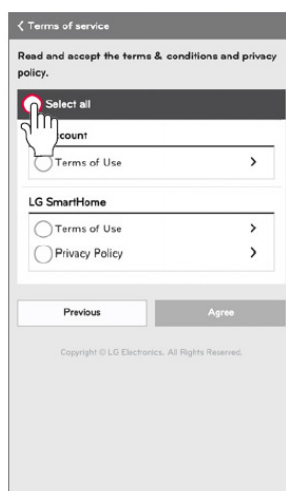 Terms of service
Read and accept the terms & conditions and privacy
policy.
Select all
count
Terms of Use
LG SmartHome
Terms of Use
Privacy Policy
Previous Agree
Copyright © LG Electronics. All Rights Reserved.